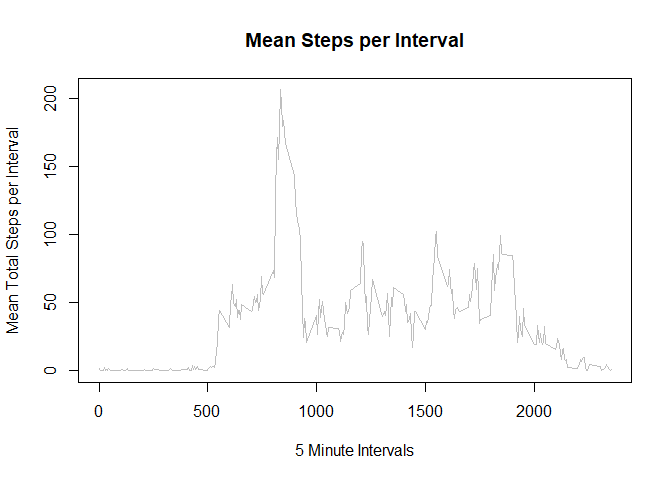 Mean Steps per Interval
Mean Total Steps per Interval
200
150
100
50
0
0 500 1000 1500 2000
5 Minute Intervals